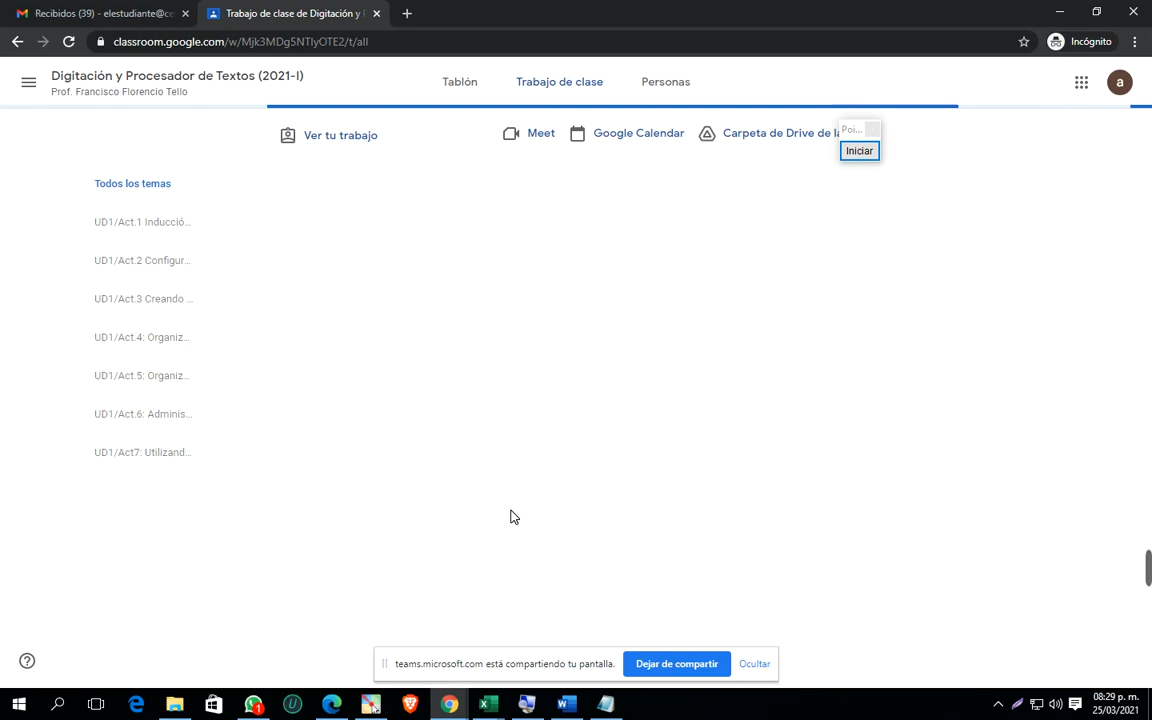 Recibidos (39) - elestudiante@ce
Trabajo de clase de Digitación y
classroom.google.com/w/Mjk3MDg5NTIyOTE2/t/all
Incógnito
Digitación y Procesador de Textos (2021-I)
Prof. Francisco Florencio Tello
Tablón
Trabajo de clase
Personas
a
Ver tu trabajo
Meet
Google Calendar
Carpeta de Drive de la
Poi...
Iniciar
Todos los temas
UD1/Act.1 Inducció...
UD1/Act.2 Configur...
UD1/Act.3 Creando ...
UD1/Act.4: Organiz...
UD1/Act.5: Organiz...
UD1/Act.6: Adminis...
UD1/Act7: Utilizand...
teams.microsoft.com está compartiendo tu pantalla.
Dejar de compartir
Ocultar
08:29 p. m.
25/03/2021